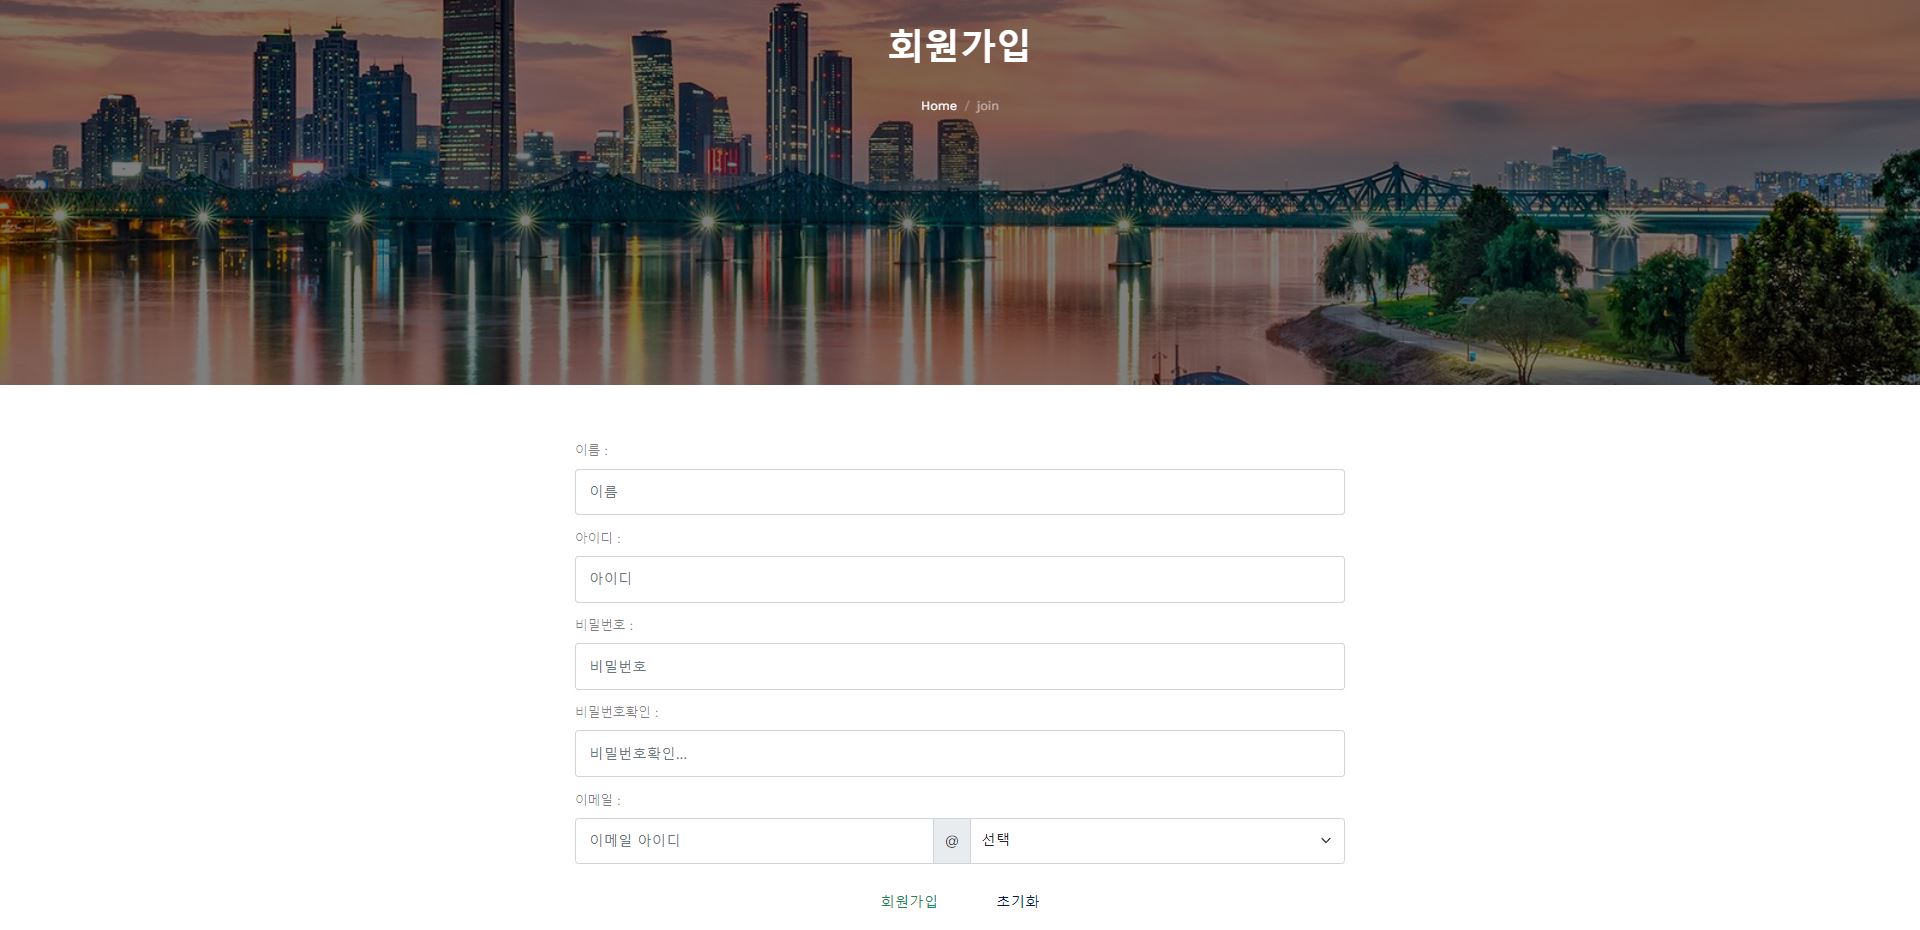 회원가입
Home / join
이름 :
이름
아이디 :
아이디
비밀번호 :
비밀번호
비밀번호확인 :
비밀번호확인...
이메일 :
이메일 아이디 @ 선택
회원가입 초기화